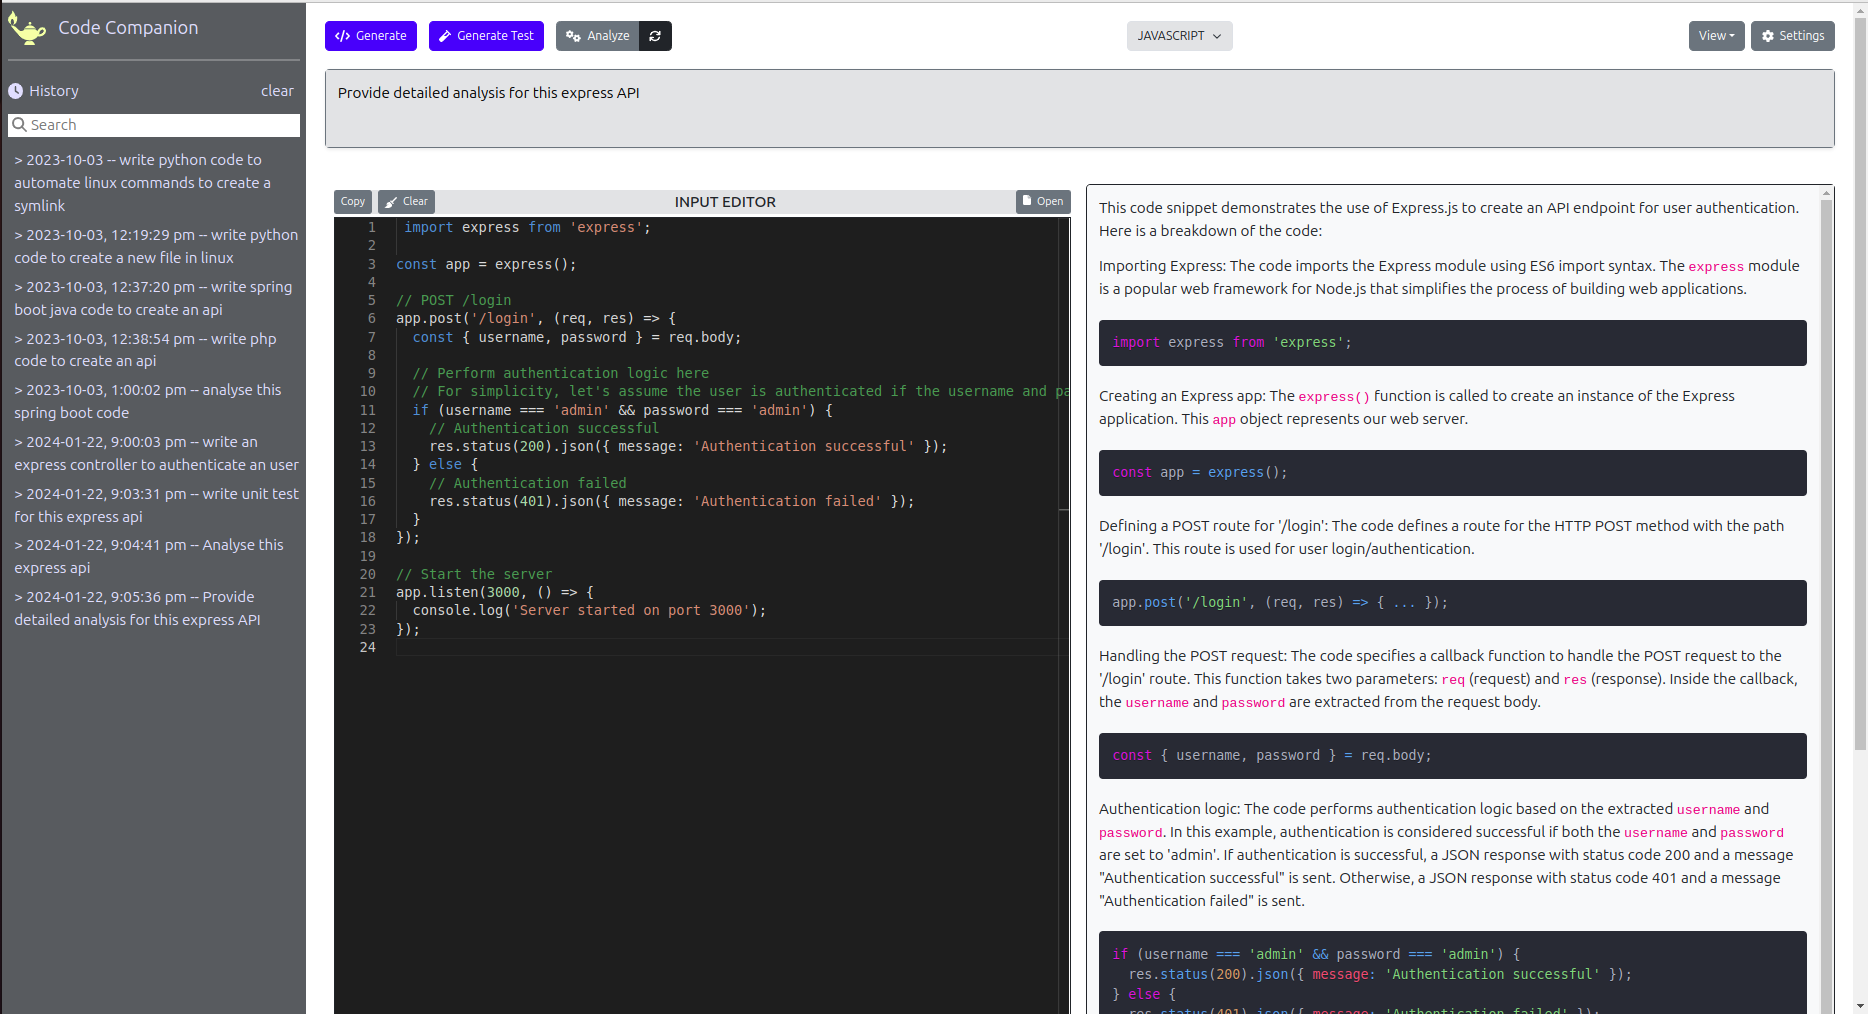 Code Companion
History clear
Search
> 2023-10-03 -- write python code to
automate linux commands to create a
symlink
> 2023-10-03, 12:19:29 pm -- write python
code to create a new file in linux
> 2023-10-03, 12:37:20 pm -- write spring
boot java code to create an api
> 2023-10-03, 12:38:54 pm -- write php
code to create an api
> 2023-10-03, 1:00:02 pm -- analyse this
spring boot code
> 2024-01-22, 9:00:03 pm -- write an
express controller to authenticate an user
> 2024-01-22, 9:03:31 pm -- write unit test
for this express api
> 2024-01-22, 9:04:41 pm -- Analyse this
express api
> 2024-01-22, 9:05:36 pm -- Provide
detailed analysis for this express API
</> Generate Generate Test Analyze JAVASCRIPT View Settings
Provide detailed analysis for this express API
Copy Clear INPUT EDITOR Open
1 import express from 'express';
2
3 const app = express();
4
5 // POST /login
6 app.post('/login', (req, res) => {
7 const { username, password } = req.body;
8
9 // Perform authentication logic here
10 // For simplicity, let's assume the user is authenticated if the username and pa
11 if (username === 'admin' && password === 'admin') {
12 // Authentication successful
13 res.status(200).json({ message: 'Authentication successful' });
14 } else {
15 // Authentication failed
16 res.status(401).json({ message: 'Authentication failed' });
17 }
18 });
19
20 // Start the server
21 app.listen(3000, () => {
22 console.log('Server started on port 3000');
23 });
24
This code snippet demonstrates the use of Express.js to create an API endpoint for user authentication.
Here is a breakdown of the code:
Importing Express: The code imports the Express module using ES6 import syntax. The express module
is a popular web framework for Node.js that simplifies the process of building web applications.
import express from 'express';
Creating an Express app: The express() function is called to create an instance of the Express
application. This app object represents our web server.
const app = express();
Defining a POST route for '/login': The code defines a route for the HTTP POST method with the path
'/login'. This route is used for user login/authentication.
app.post('/login', (req, res) => { ... });
Handling the POST request: The code specifies a callback function to handle the POST request to the
'/login' route. This function takes two parameters: req (request) and res (response). Inside the callback,
the username and password are extracted from the request body.
const { username, password } = req.body;
Authentication logic: The code performs authentication logic based on the extracted username and
password. In this example, authentication is considered successful if both the username and password
are set to 'admin'. If authentication is successful, a JSON response with status code 200 and a message
"Authentication successful" is sent. Otherwise, a JSON response with status code 401 and a message
"Authentication failed" is sent.
if (username === 'admin' && password === 'admin') {
res.status(200).json({ message: 'Authentication successful' });
} else {
res.status(401).json({ message: 'Authentication failed' });